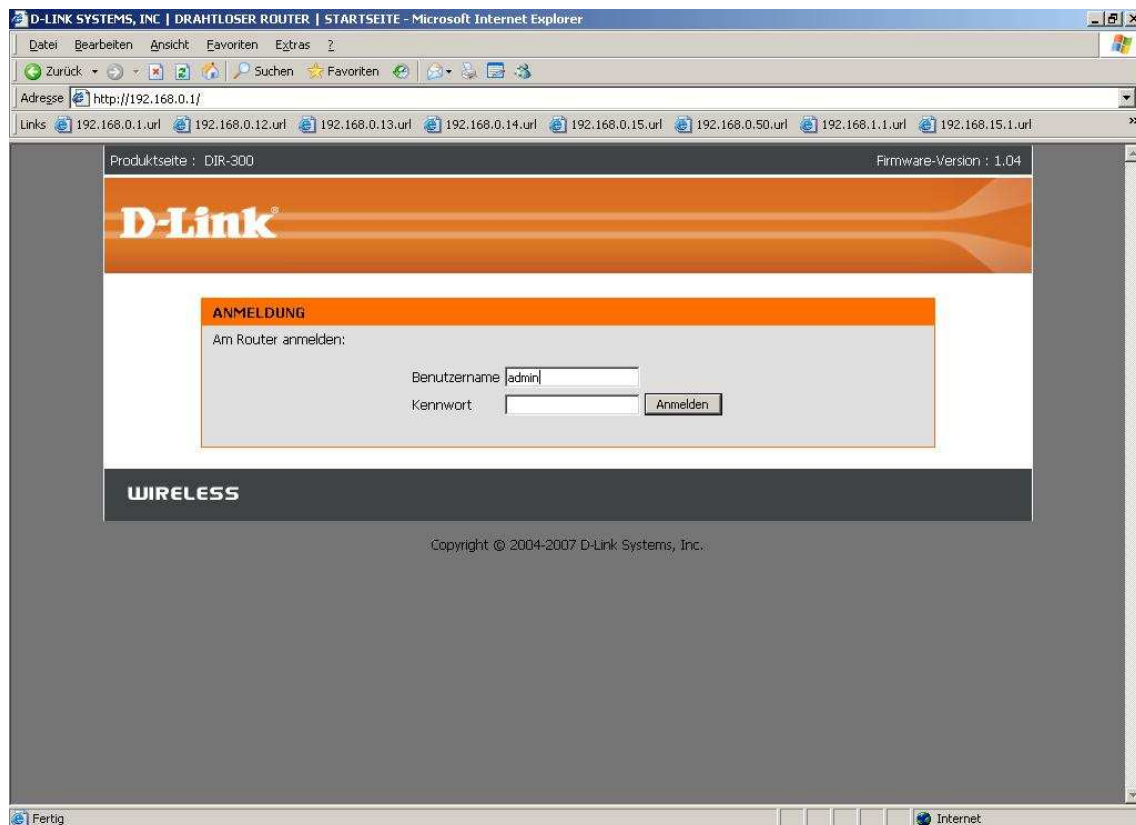 D-LINK SYSTEMS, INC | DRAHTLOSER ROUTER | STARTSEITE - Microsoft Internet Explorer
Datei Bearbeiten Ansicht Favoriten Extras ?
Zurück Suchen Favoriten
Adresse http://192.168.0.1/
Links 192.168.0.1.url 192.168.0.12.url 192.168.0.13.url 192.168.0.14.url 192.168.0.15.url 192.168.0.50.url 192.168.1.1.url 192.168.15.1.url »
Produktseite : DIR-300 Firmware-Version : 1.04
D-Link®
ANMELDUNG
Am Router anmelden:
Benutzername admin
Kennwort Anmelden
WIRELESS
Copyright © 2004-2007 D-Link Systems, Inc.
Fertig Internet